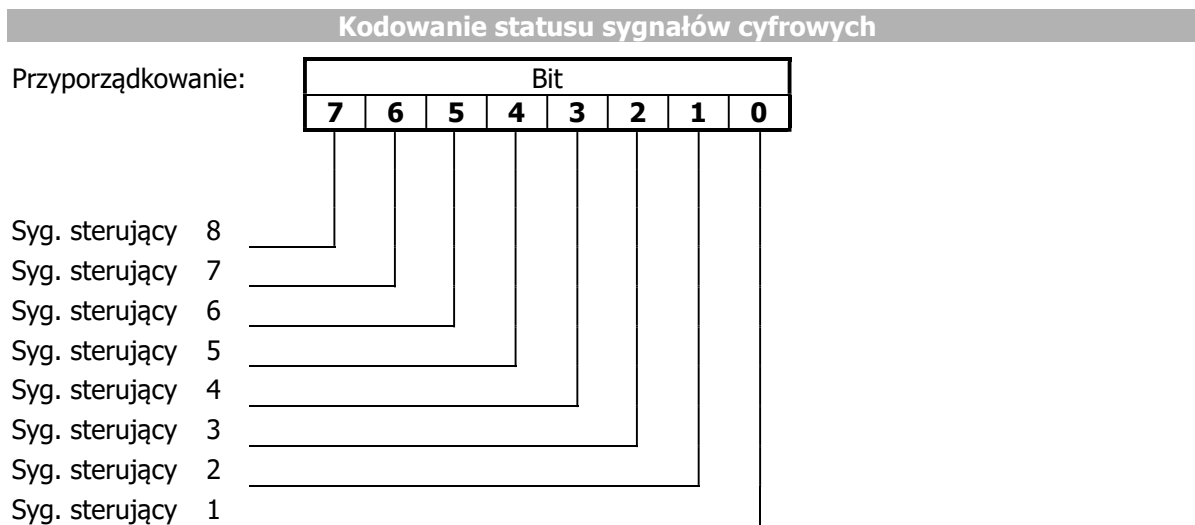 Kodowanie statusu sygnałów cyfrowych
Przyporządkowanie:
Bit
7 6 5 4 3 2 1 0
Syg. sterujący 8
Syg. sterujący 7
Syg. sterujący 6
Syg. sterujący 5
Syg. sterujący 4
Syg. sterujący 3
Syg. sterujący 2
Syg. sterujący 1